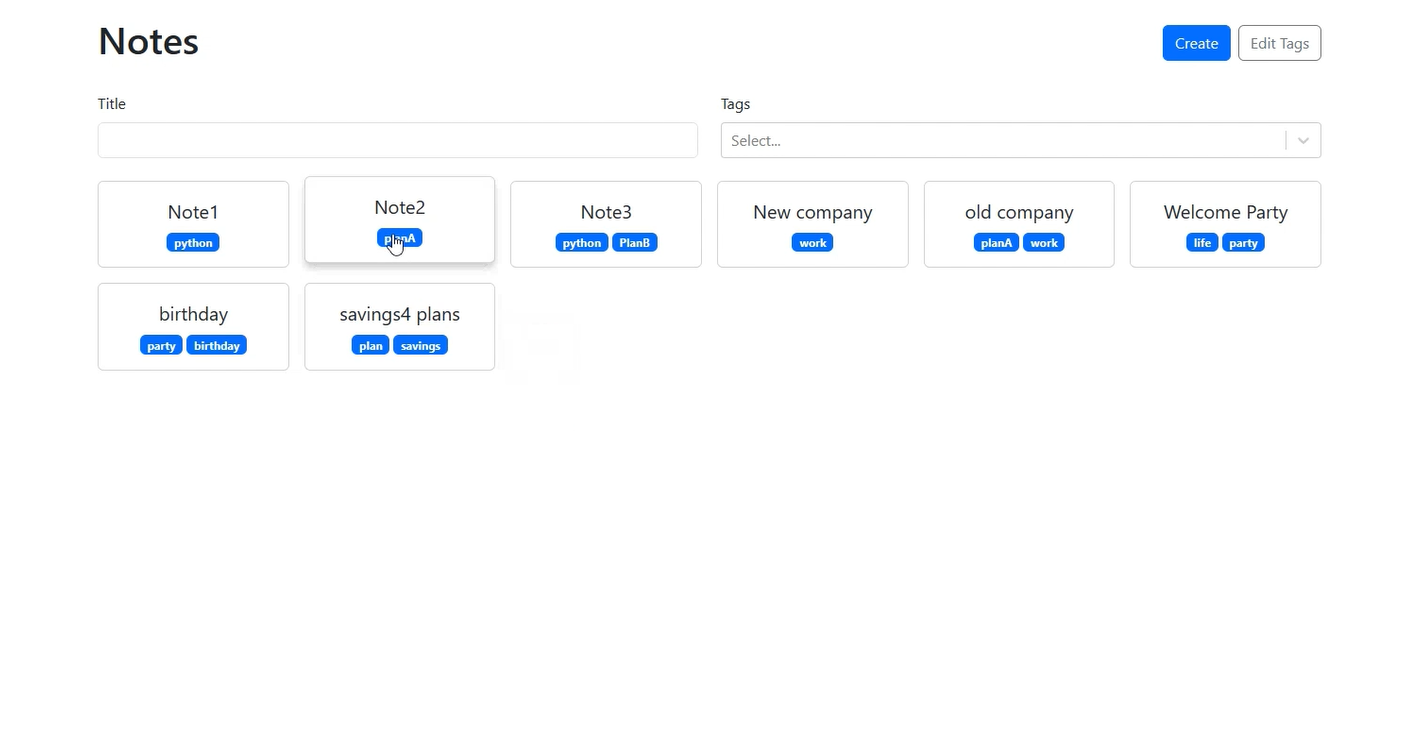 Notes
Create Edit Tags
Title Tags
Select...
Note1 Note2 Note3 New company old company Welcome Party
python planA python PlanB work planA work life party
birthday savings4 plans
party birthday plan savings